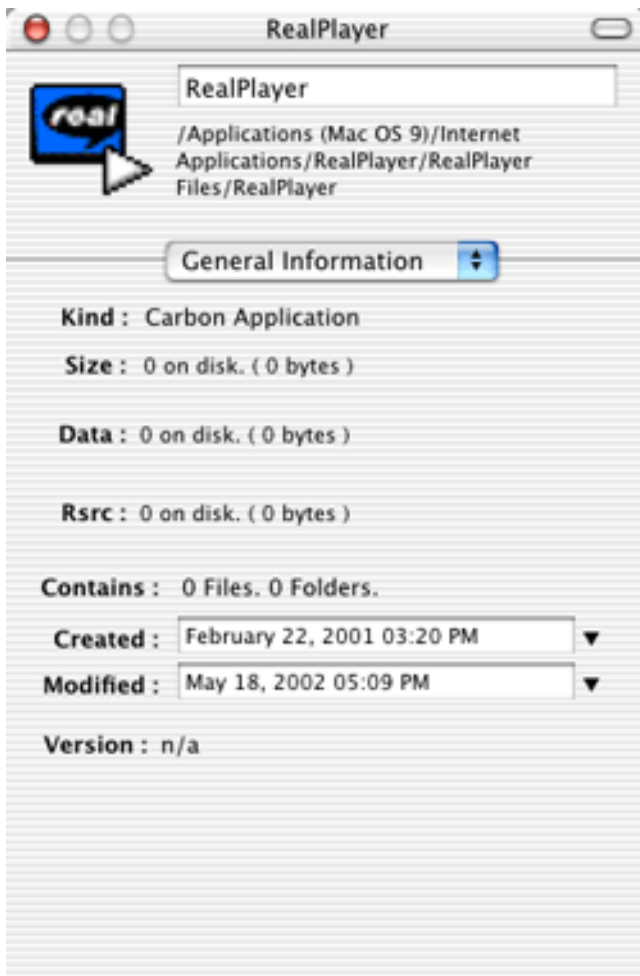 RealPlayer
real
RealPlayer
/Applications (Mac OS 9)/Internet
Applications/RealPlayer/RealPlayer
Files/RealPlayer
General Information
Kind : Carbon Application
Size : 0 on disk. ( 0 bytes )
Data : 0 on disk. ( 0 bytes )
Rsrc : 0 on disk. ( 0 bytes )
Contains : 0 Files. 0 Folders.
Created : February 22, 2001 03:20 PM
Modified : May 18, 2002 05:09 PM
Version : n/a